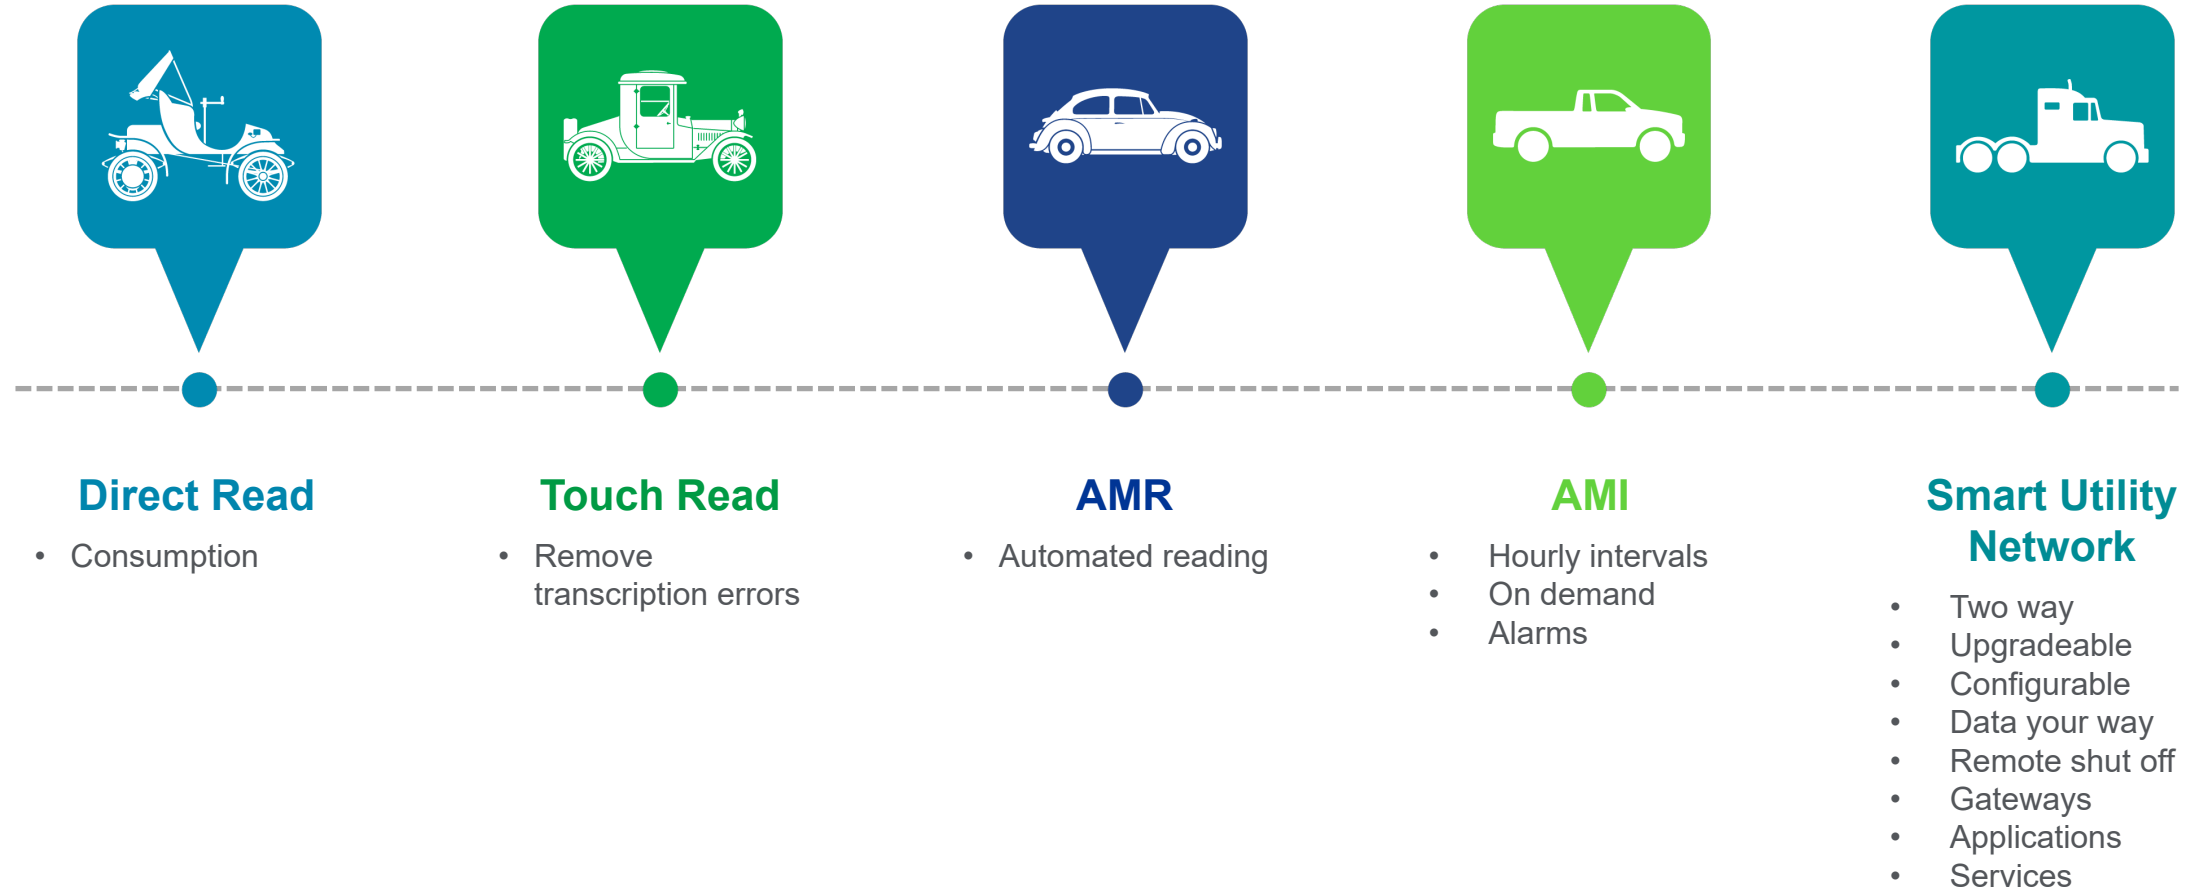 Direct Read
• Consumption
Touch Read
• Remove
transcription errors
AMR
• Automated reading
AMI
• Hourly intervals
• On demand
• Alarms
Smart Utility
Network
• Two way
• Upgradeable
• Configurable
• Data your way
• Remote shut off
• Gateways
• Applications
• Services